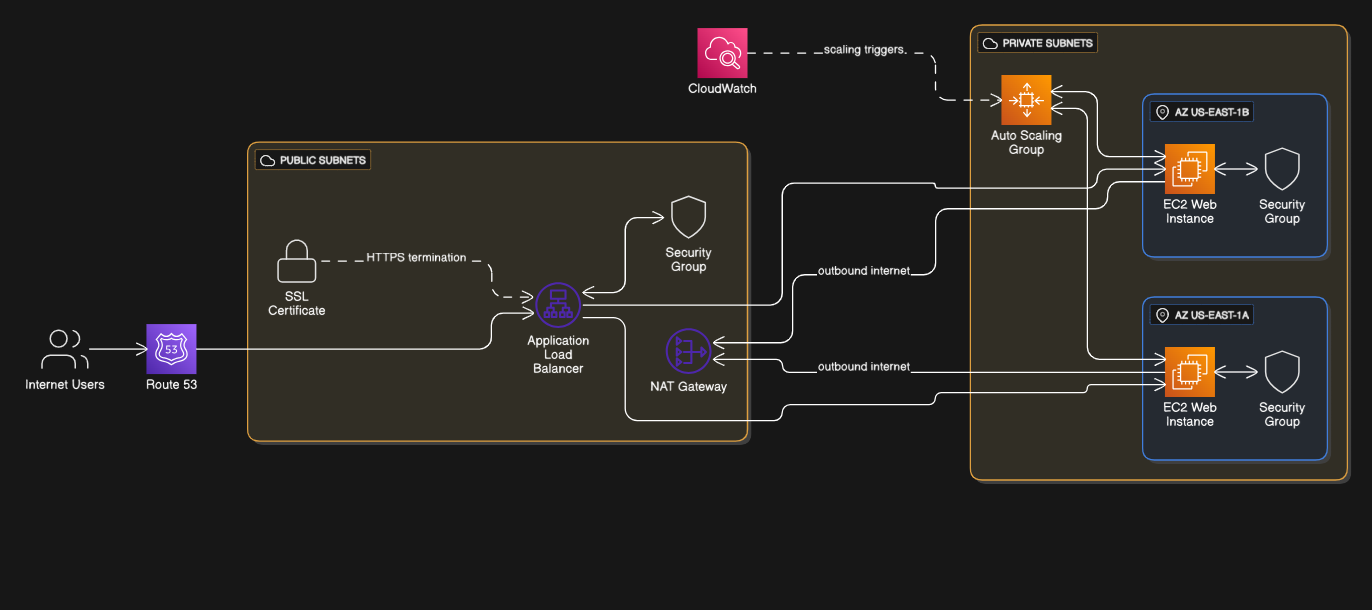 CloudWatch
scaling triggers.
PRIVATE SUBNETS
Auto Scaling
Group
AZ US-EAST-1B
EC2 Web
Instance
Security
Group
PUBLIC SUBNETS
SSL
Certificate
HTTPS termination
Security
Group
Application
Load
Balancer
NAT Gateway
Internet Users
53
Route 53
outbound internet
outbound internet
AZ US-EAST-1A
EC2 Web
Instance
Security
Group